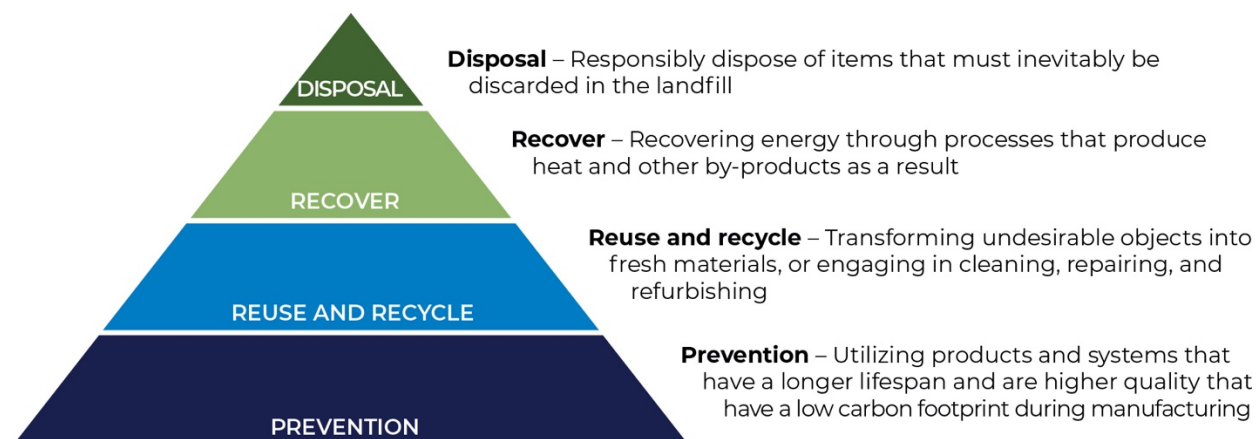 DISPOSAL
Disposal – Responsibly dispose of items that must inevitably be
discarded in the landfill
RECOVER
Recover – Recovering energy through processes that produce
heat and other by-products as a result
REUSE AND RECYCLE
Reuse and recycle – Transforming undesirable objects into
fresh materials, or engaging in cleaning, repairing, and
refurbishing
PREVENTION
Prevention – Utilizing products and systems that
have a longer lifespan and are higher quality that
have a low carbon footprint during manufacturing